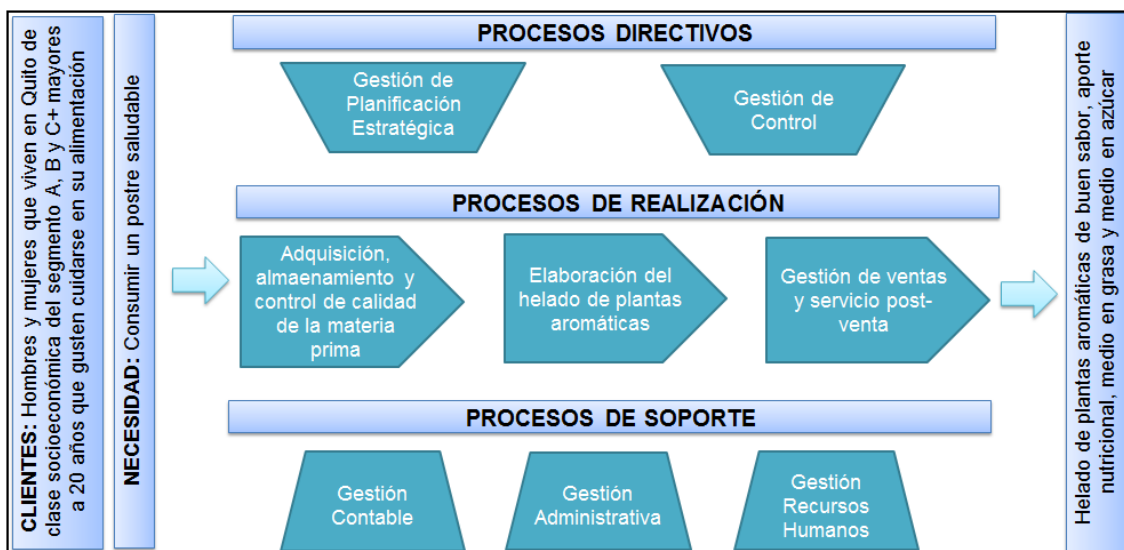 CLIENTES: Hombres y mujeres que viven en Quito de
clase socioeconómica del segmento A, B y C+ mayores
a 20 años que gusten cuidarse en su alimentación
NECESIDAD: Consumir un postre saludable
PROCESOS DIRECTIVOS
Gestión de
Planificación
Estratégica
Gestión de
Control
PROCESOS DE REALIZACIÓN
Adquisición,
almaenamiento y
control de calidad
de la materia
prima
Elaboración del
helado de plantas
aromáticas
Gestión de ventas
y servicio post-
venta
PROCESOS DE SOPORTE
Gestión
Contable
Gestión
Administrativa
Gestión
Recursos
Humanos
Helado de plantas aromáticas de buen sabor, aporte
nutricional, medio en grasa y medio en azúcar